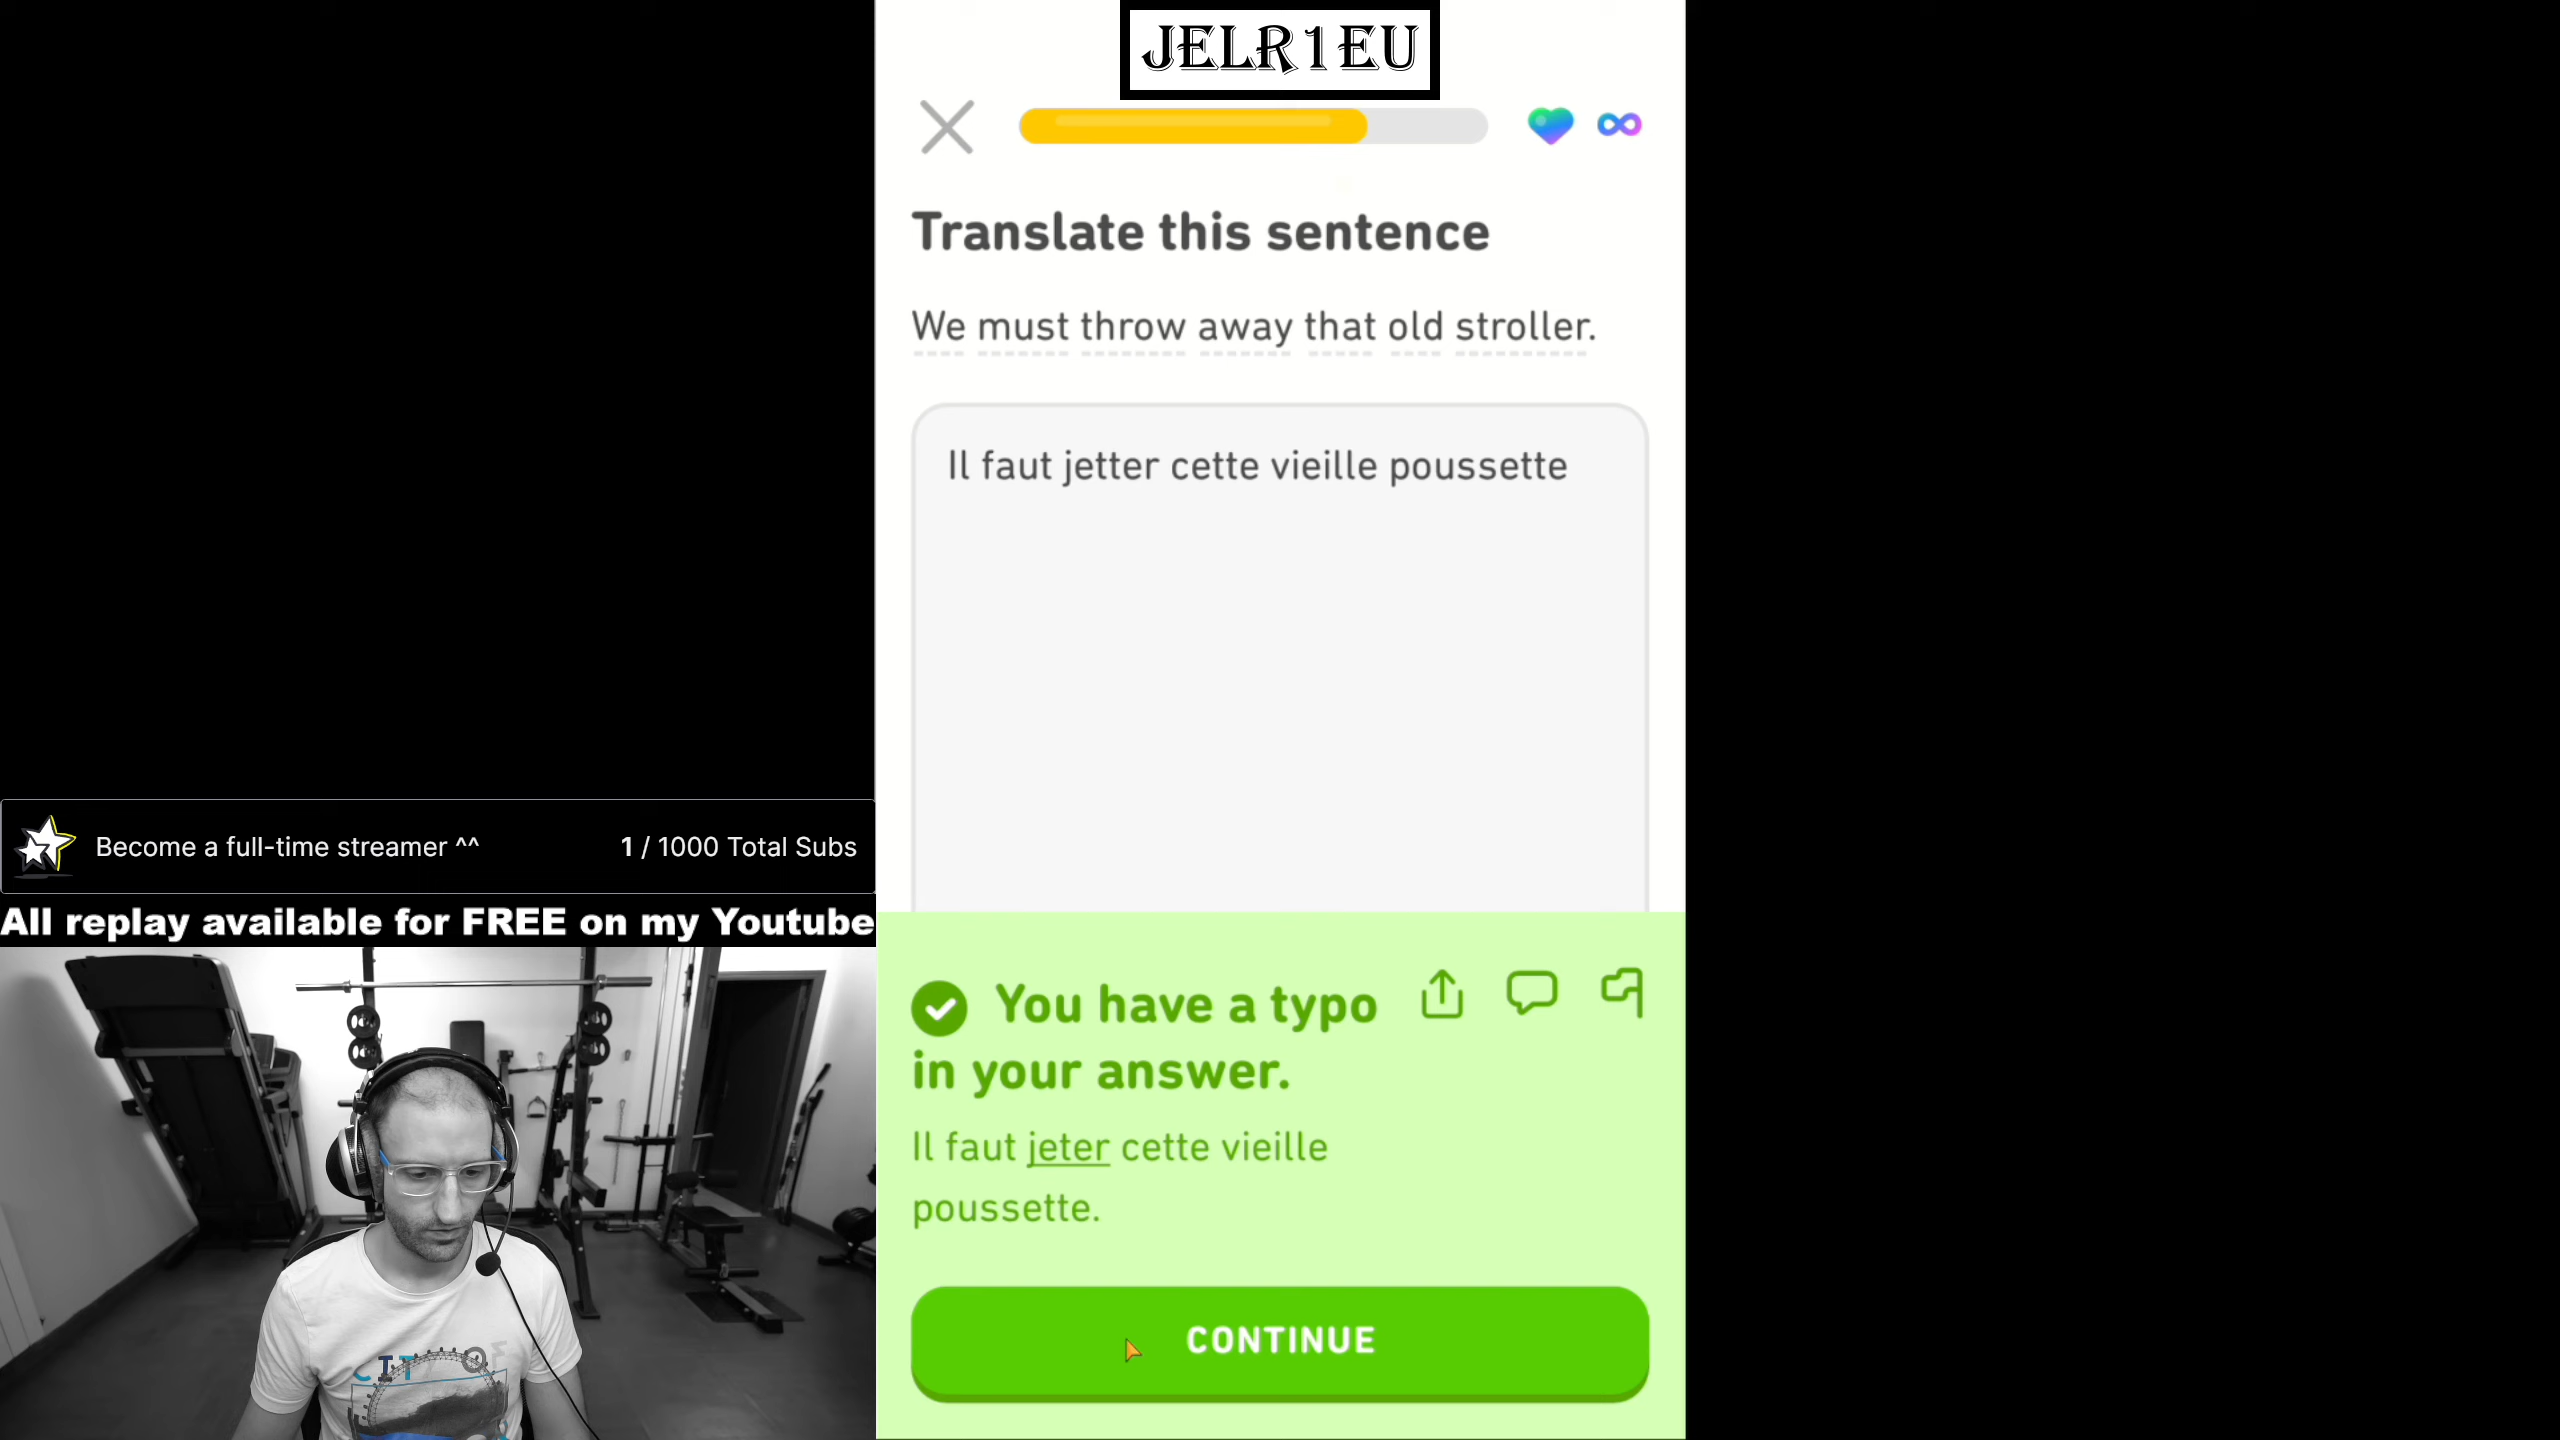 JELR1EU
Translate this sentence
We must throw away that old stroller.
Il faut jetter cette vieille poussette
Become a full-time streamer ^^ 1 / 1000 Total Subs
All replay available for FREE on my Youtube
You have a typo
in your answer.
Il faut jeter cette vieille
poussette.
CONTINUE